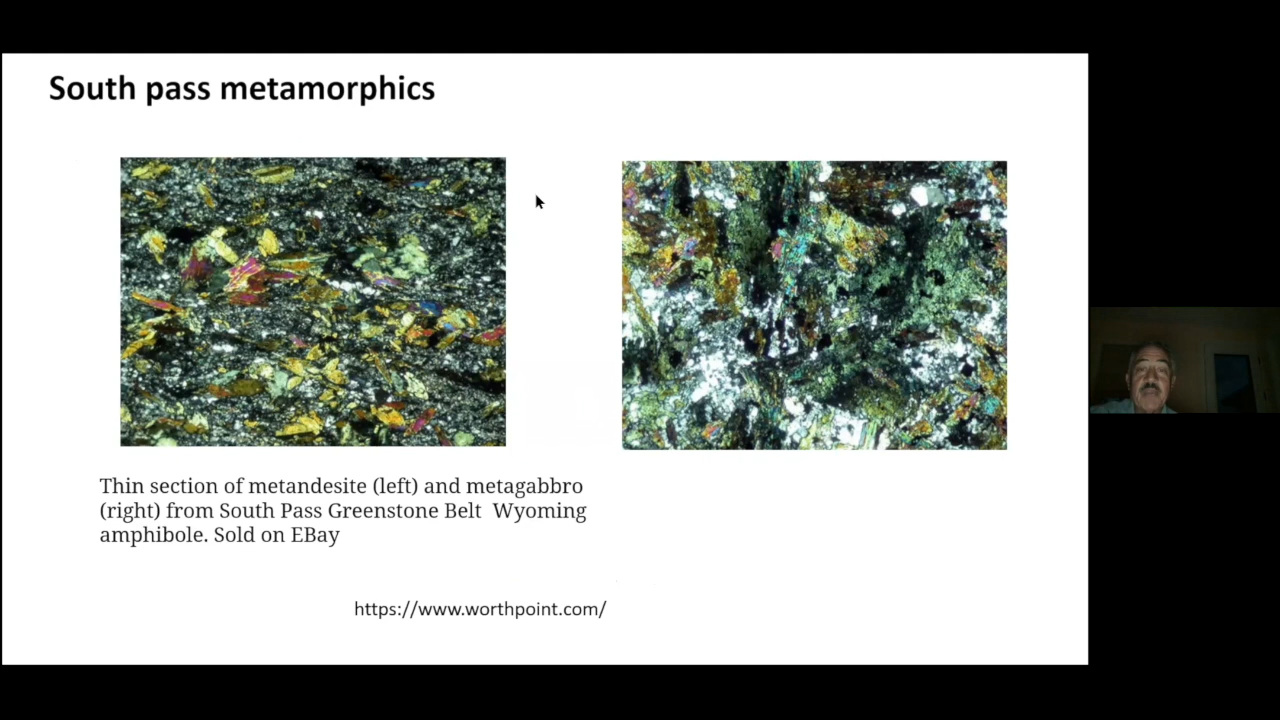 South pass metamorphics
Thin section of metandesite (left) and metagabbro
(right) from South Pass Greenstone Belt  Wyoming
amphibole. Sold on EBay
https://www.worthpoint.com/